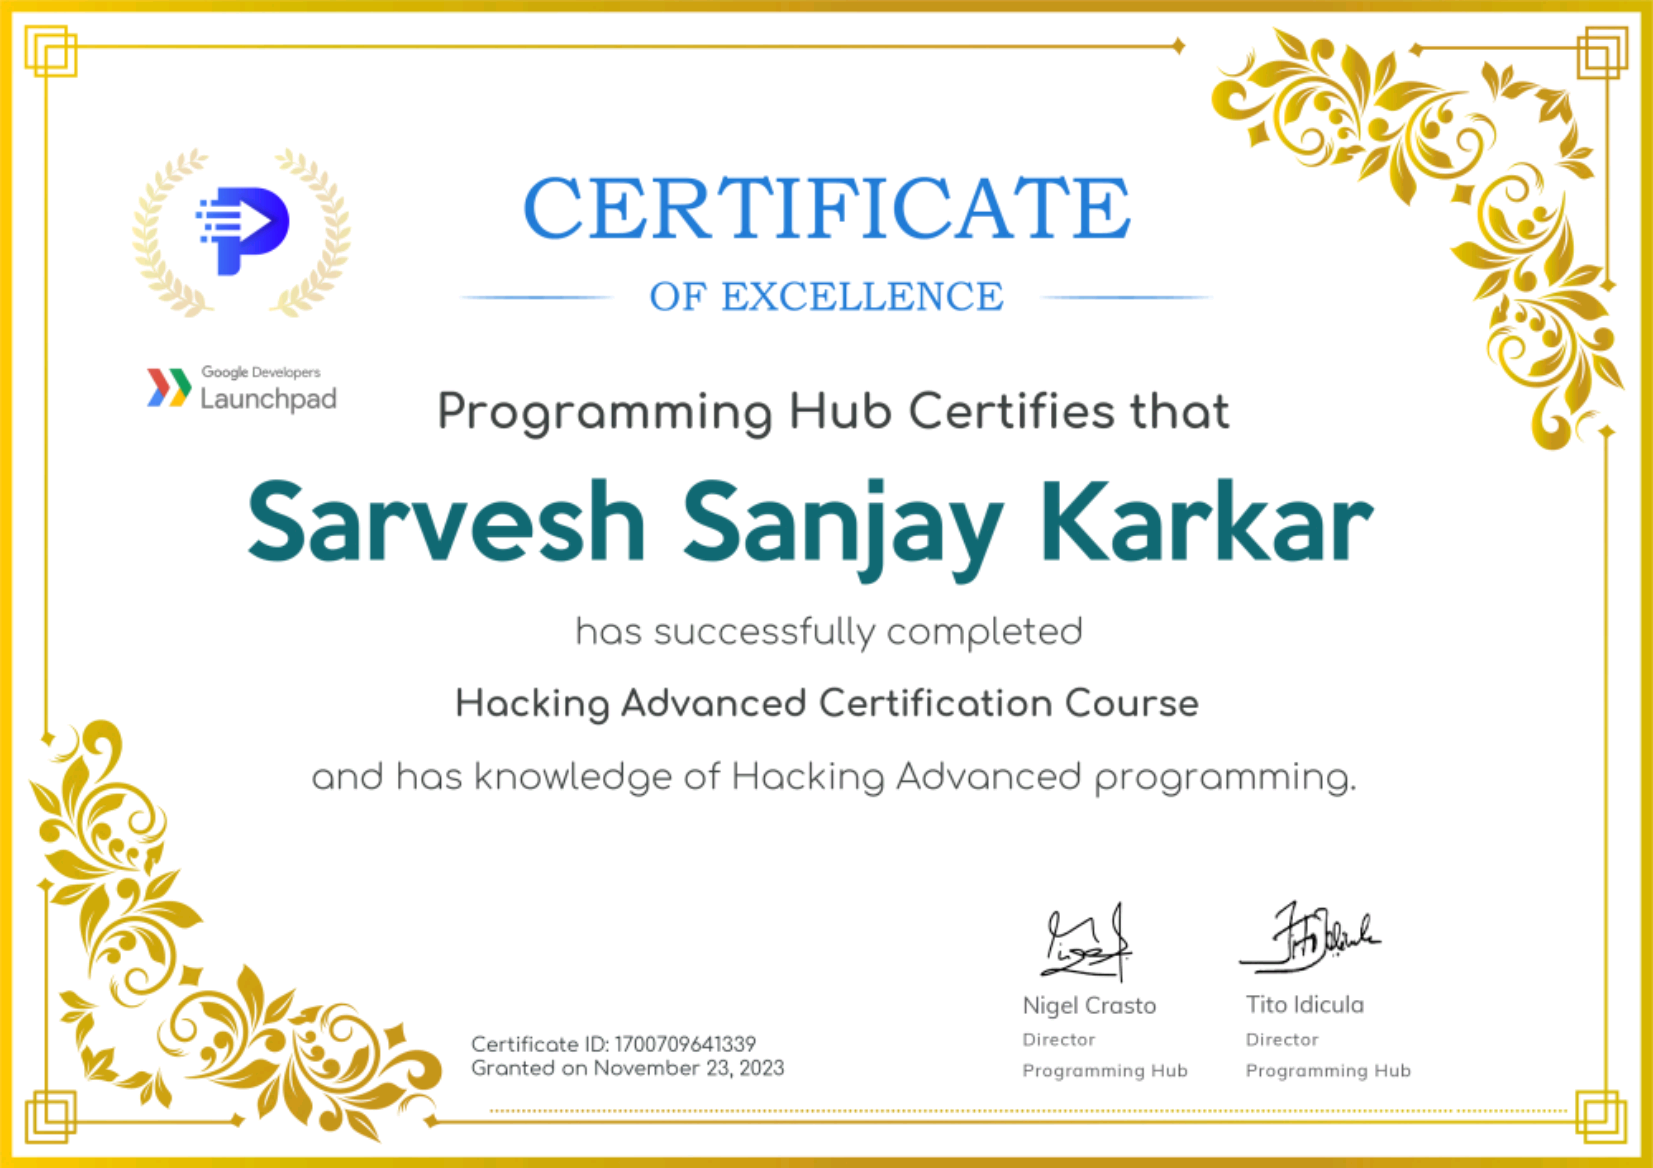 CERTIFICATE
OF EXCELLENCE
Google Developers
Launchpad
Programming Hub Certifies that
Sarvesh Sanjay Karkar
has successfully completed
Hacking Advanced Certification Course
and has knowledge of Hacking Advanced programming.
Nigel Crasto
Director
Programming Hub
Tito Idicula
Director
Programming Hub
Certificate ID: 1700709641339
Granted on November 23, 2023